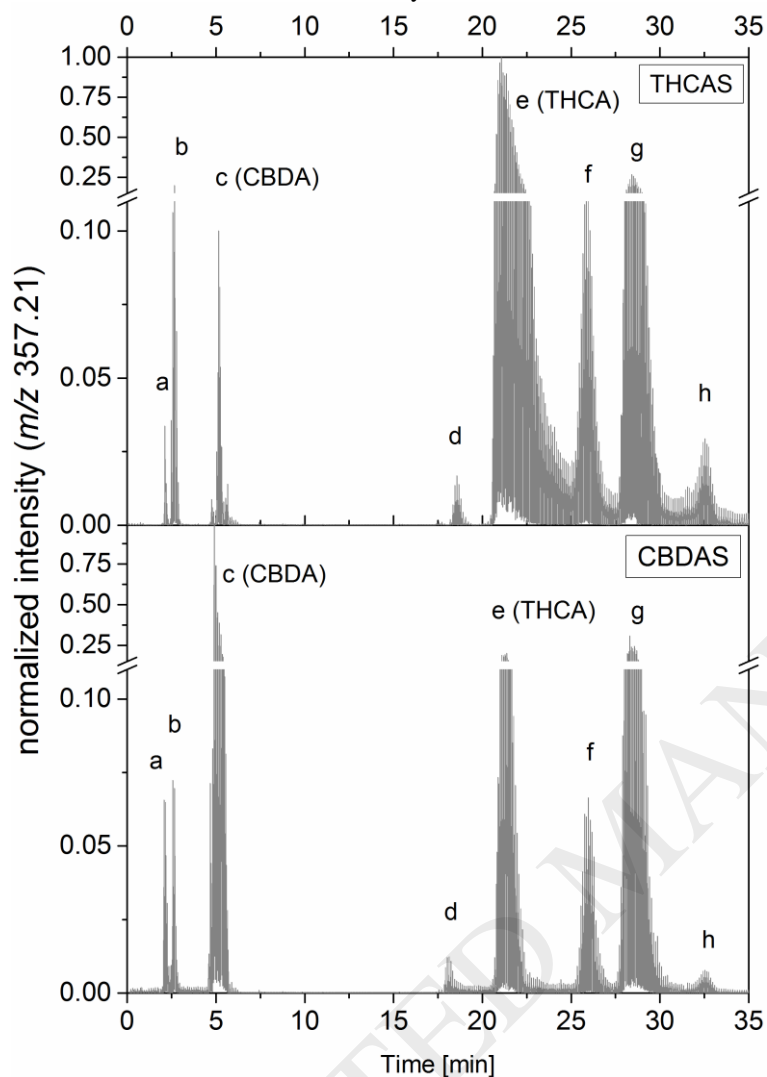 0 5 10 15 20 25 30 35
1.00
THCAS
e (THCA)
0.75
b
0.50
c (CBDA)
f
g
0.25
0.10
a
0.05
h
d
0.00
CBDAS
0.75
c (CBDA)
0.50
e (THCA)
g
0.25
0.10
b
a
f
0.05
d
h
0.00
0 5 10 15 20 25 30 35
Time [min]
normalized intensity (m/z 357.21)
TED MAN